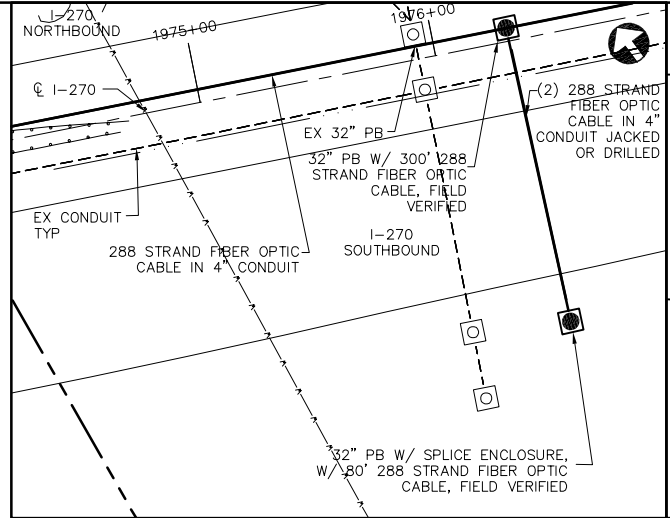 I-270
NORTHBOUND
1975+00
1976+00
℄ I-270
(2) 288 STRAND
FIBER OPTIC
CABLE IN 4"
CONDUIT JACKED
OR DRILLED
EX 32" PB
32" PB W/ 300' 288
STRAND FIBER OPTIC
CABLE, FIELD
VERIFIED
EX CONDUIT
TYP
I-270
SOUTHBOUND
288 STRAND FIBER OPTIC
CABLE IN 4" CONDUIT
32" PB W/ SPLICE ENCLOSURE,
W/ 80' 288 STRAND FIBER OPTIC
CABLE, FIELD VERIFIED